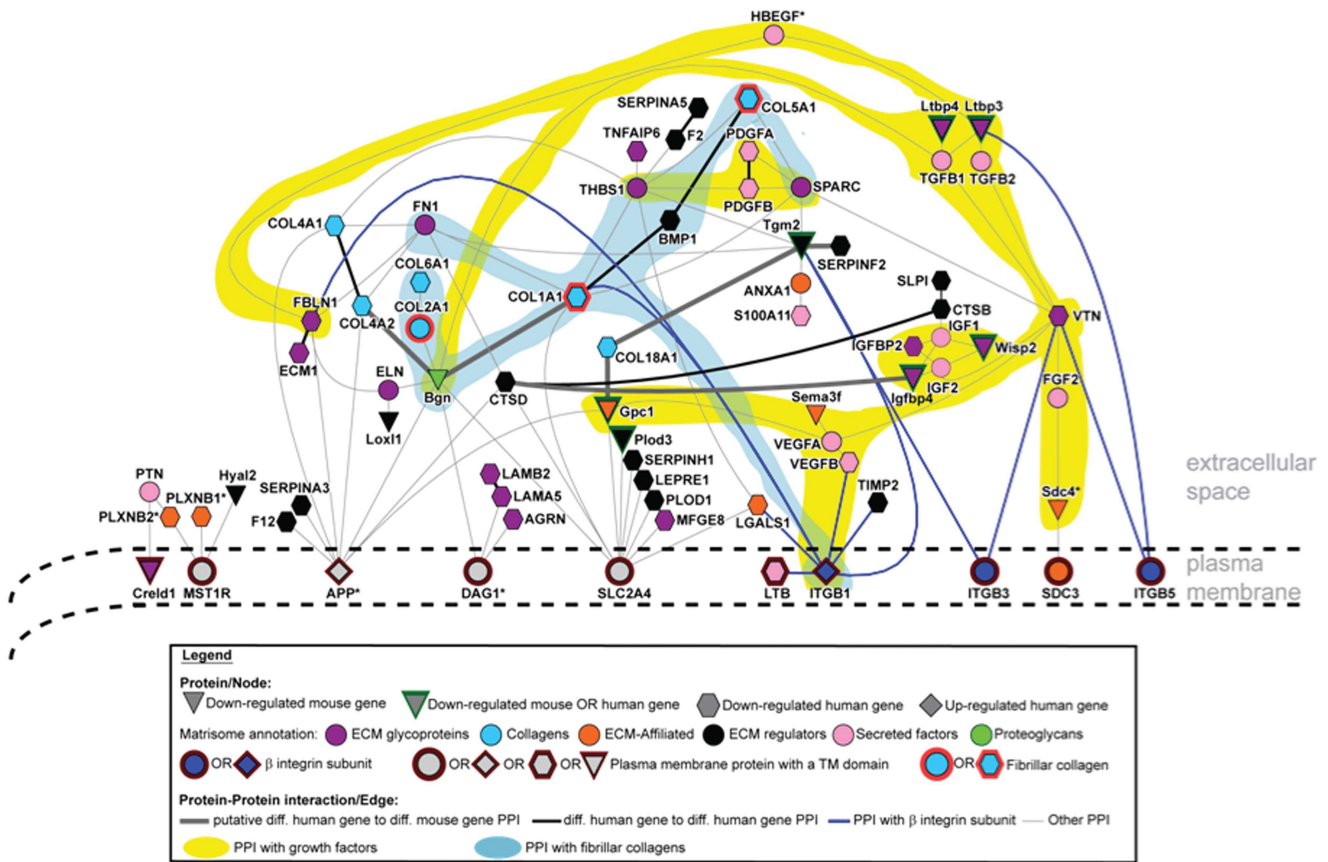 HBEGF*
SERPINA5
COL5A1
Ltbp4
Ltbp3
TNFAIP6
F2
PDGFA
TGFB1
TGFB2
THBS1
PDGFB
SPARC
COL4A1
FN1
BMP1
Tgm2
SERPINF2
COL6A1
ANXA1
SLPI
COL1A1
CTSB
FBLN1
COL4A2
COL2A1
S100A11
IGF1
VTN
IGFBP2
Wisp2
ECM1
COL18A1
IGF2
ELN
Bgn
CTSD
Igfbp4
FGF2
Loxl1
Gpc1
Sema3f
Plod3
VEGFA
PTN
Hyal2
SERPINH1
VEGFB
extracellular
space
LAMB2
LEPRE1
TIMP2
PLXNB1*
SERPINA3
LAMA5
PLOD1
Sdc4*
PLXNB2*
F12
AGRN
MFGE8
LGALS1
plasma
membrane
Creld1
MST1R
APP*
DAG1*
SLC2A4
LTB
ITGB1
ITGB3
SDC3
ITGB5
Legend
Protein/Node:
Down-regulated mouse gene
Down-regulated mouse OR human gene
Down-regulated human gene
Up-regulated human gene
Matrisome annotation:
ECM glycoproteins
Collagens
ECM-Affiliated
ECM regulators
Secreted factors
Proteoglycans
OR
β integrin subunit
OR
OR
OR
Plasma membrane protein with a TM domain
OR
Fibrillar collagen
Protein-Protein interaction/Edge:
putative diff. human gene to diff. mouse gene PPI
diff. human gene to diff. human gene PPI
PPI with β integrin subunit
Other PPI
PPI with growth factors
PPI with fibrillar collagens